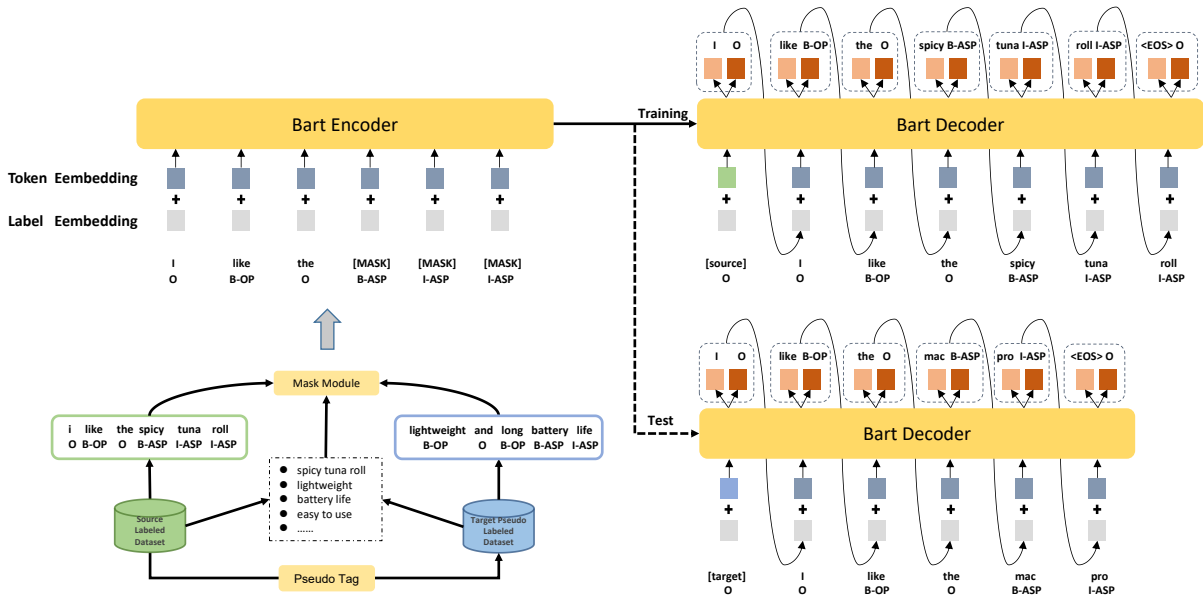 Bart Encoder
Token Eembedding
Label Eembedding
I like the [MASK] [MASK] [MASK]
O B-OP O B-ASP I-ASP I-ASP
Mask Module
i like the spicy tuna roll
O B-OP O B-ASP I-ASP I-ASP
lightweight and long battery life
B-OP O B-OP B-ASP I-ASP
● spicy tuna roll
● lightweight
● battery life
● easy to use
● ......
Source
Labeled
Dataset
Target Pseudo
Labeled
Dataset
Pseudo Tag
Training
Test
I O like B-OP the O spicy B-ASP tuna I-ASP roll I-ASP <EOS> O
Bart Decoder
[source] I like the spicy tuna roll
O O B-OP O B-ASP I-ASP I-ASP
I O like B-OP the O mac B-ASP pro I-ASP <EOS> O
Bart Decoder
[target] I like the mac pro
O O B-OP O B-ASP I-ASP